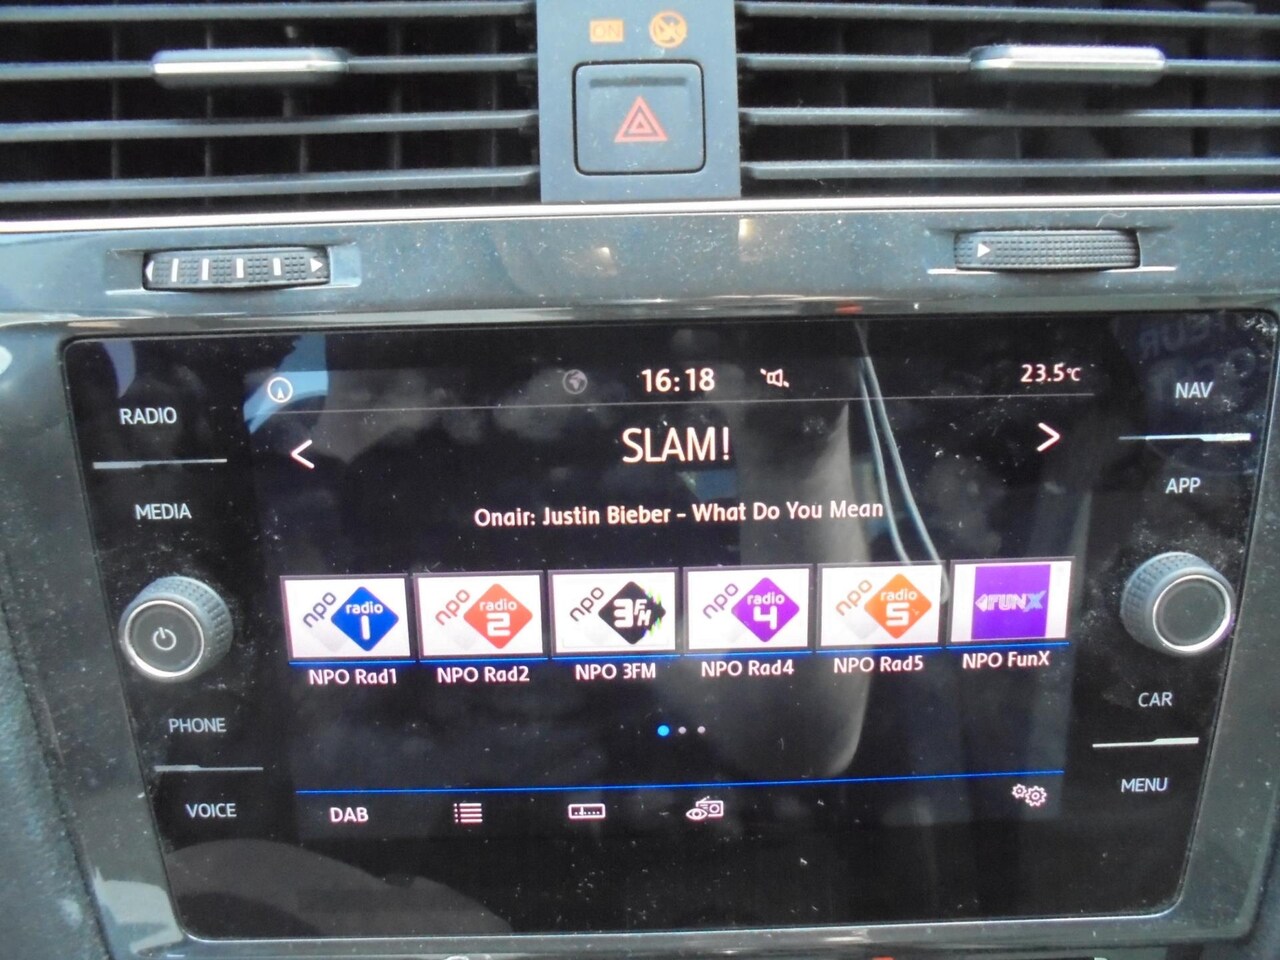 ON
16:18
23.5°C
RADIO
NAV
<
SLAM!
>
MEDIA
APP
Onair: Justin Bieber - What Do You Mean
npo radio 1
npo radio 2
npo 3FM
npo radio 4
npo radio 5
FUNX
NPO Rad1
NPO Rad2
NPO 3FM
NPO Rad4
NPO Rad5
NPO FunX
PHONE
CAR
VOICE
MENU
DAB